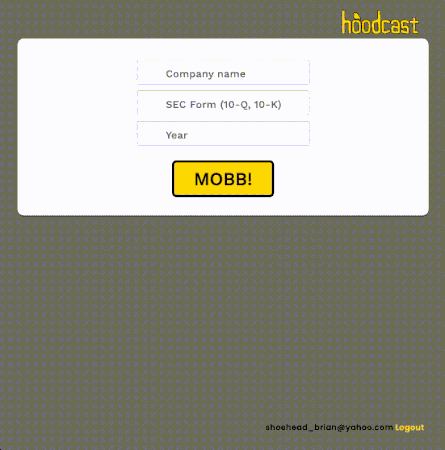 hoodcast
Company name
SEC Form (10-Q, 10-K)
Year
MOBB!
shoehead_brian@yahoo.com Logout